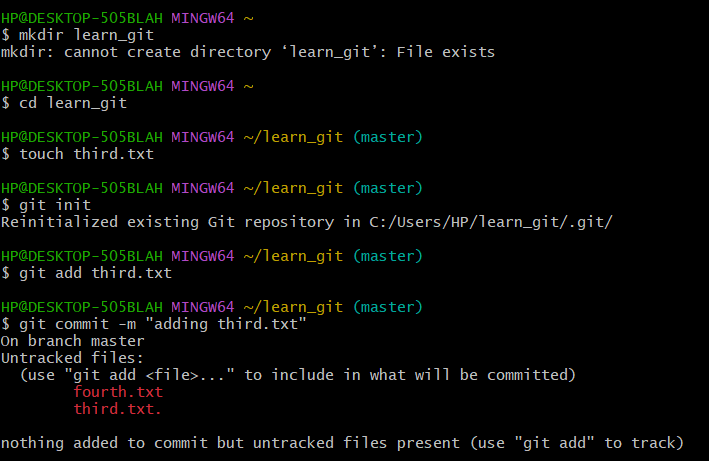 HP@DESKTOP-505BLAH MINGW64 ~
$ mkdir learn_git
mkdir: cannot create directory ‘learn_git’: File exists
HP@DESKTOP-505BLAH MINGW64 ~
$ cd learn_git
HP@DESKTOP-505BLAH MINGW64 ~/learn_git (master)
$ touch third.txt
HP@DESKTOP-505BLAH MINGW64 ~/learn_git (master)
$ git init
Reinitialized existing Git repository in C:/Users/HP/learn_git/.git/
HP@DESKTOP-505BLAH MINGW64 ~/learn_git (master)
$ git add third.txt
HP@DESKTOP-505BLAH MINGW64 ~/learn_git (master)
$ git commit -m "adding third.txt"
On branch master
Untracked files:
  (use "git add <file>..." to include in what will be committed)
        fourth.txt
        third.txt.
nothing added to commit but untracked files present (use "git add" to track)